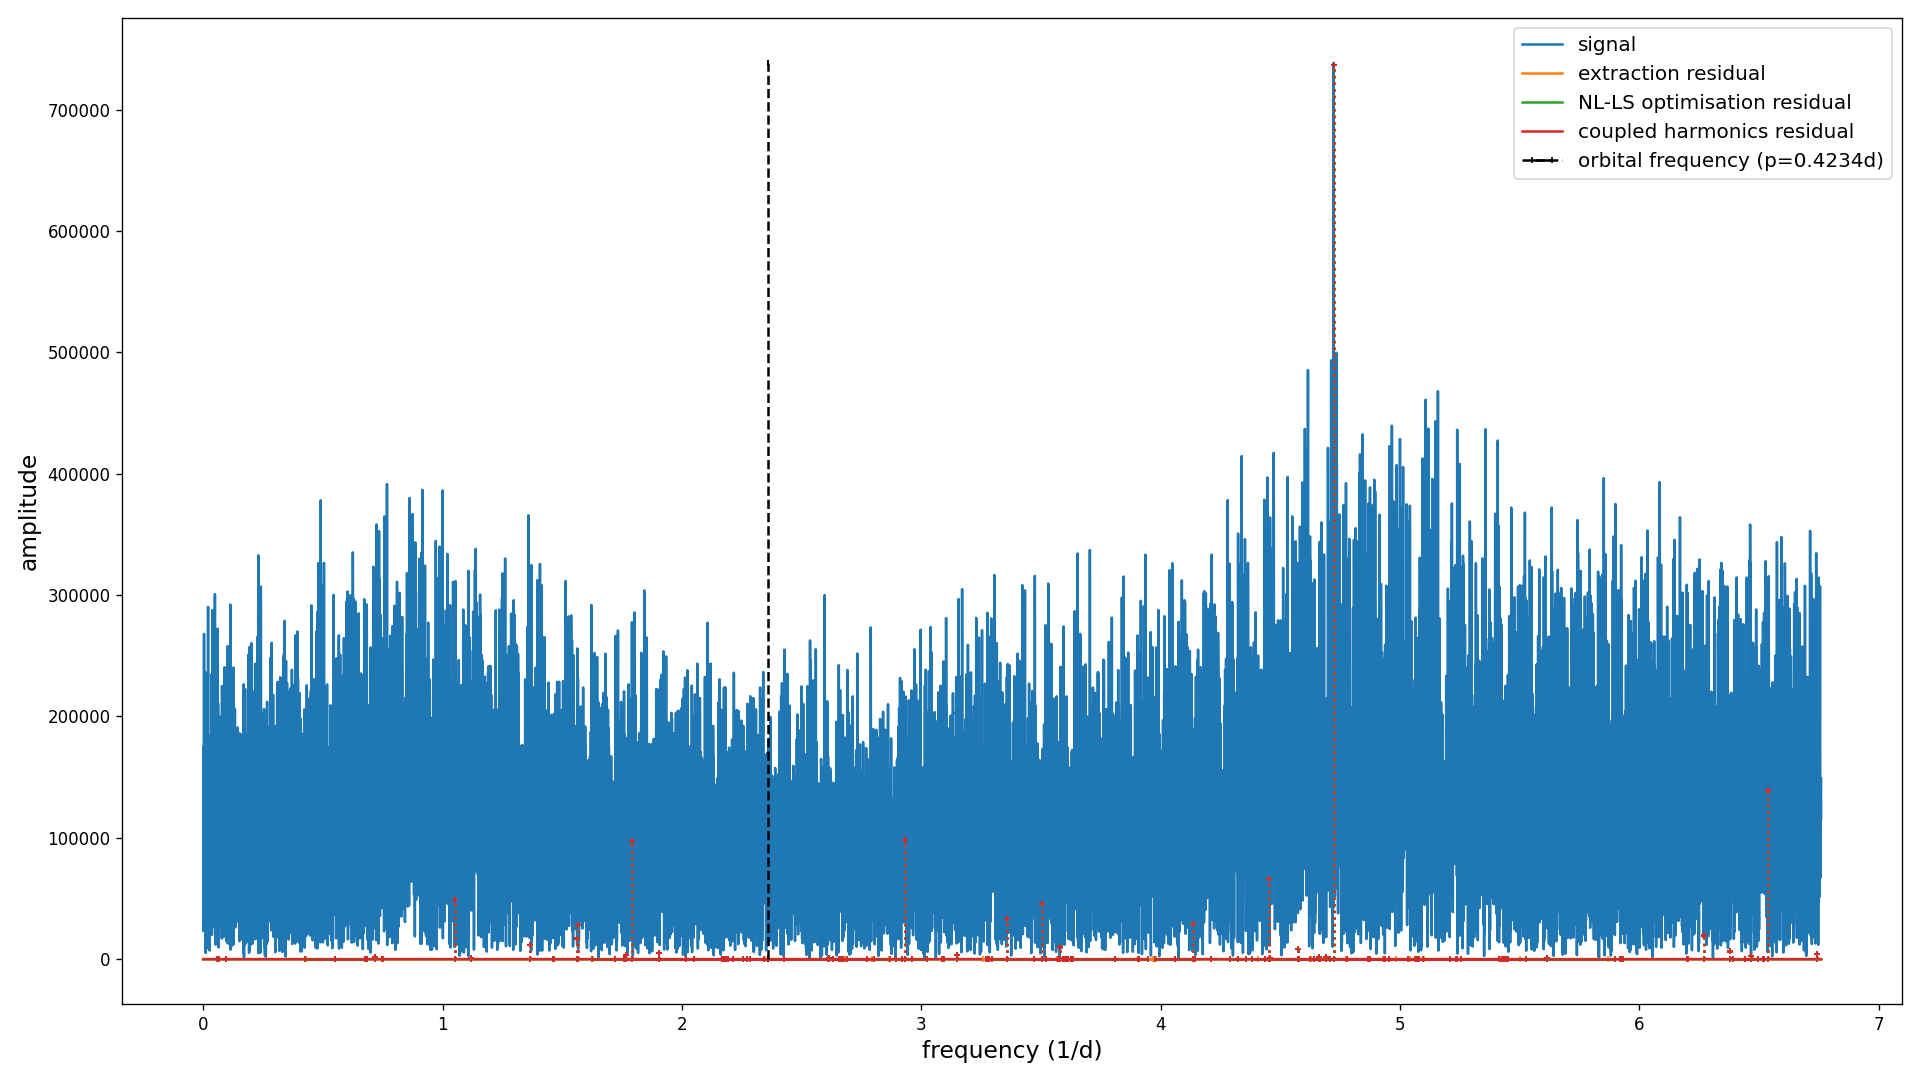 signal
extraction residual
NL-LS optimisation residual
coupled harmonics residual
orbital frequency (p=0.4234d)
amplitude
700000
600000
500000
400000
300000
200000
100000
0
0 1 2 3 4 5 6 7
frequency (1/d)